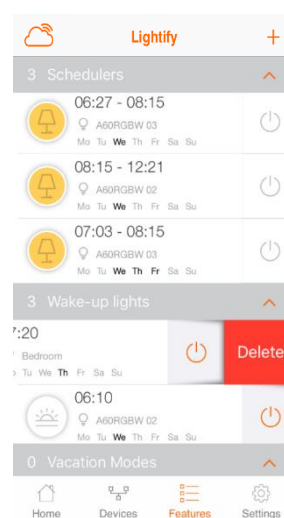 Lightify +
3 Schedulers
06:27 - 08:15
A60RGBW 03
Mo Tu We Th Fr Sa Su
08:15 - 12:21
A60RGBW 02
Mo Tu We Th Fr Sa Su
07:03 - 08:15
A60RGBW 03
Mo Tu We Th Fr Sa Su
3 Wake-up lights
7:20
Bedroom
Tu We Th Fr Sa Su
Delete
06:10
A60RGBW 02
Mo Tu We Th Fr Sa Su
0 Vacation Modes
Home Devices Features Settings